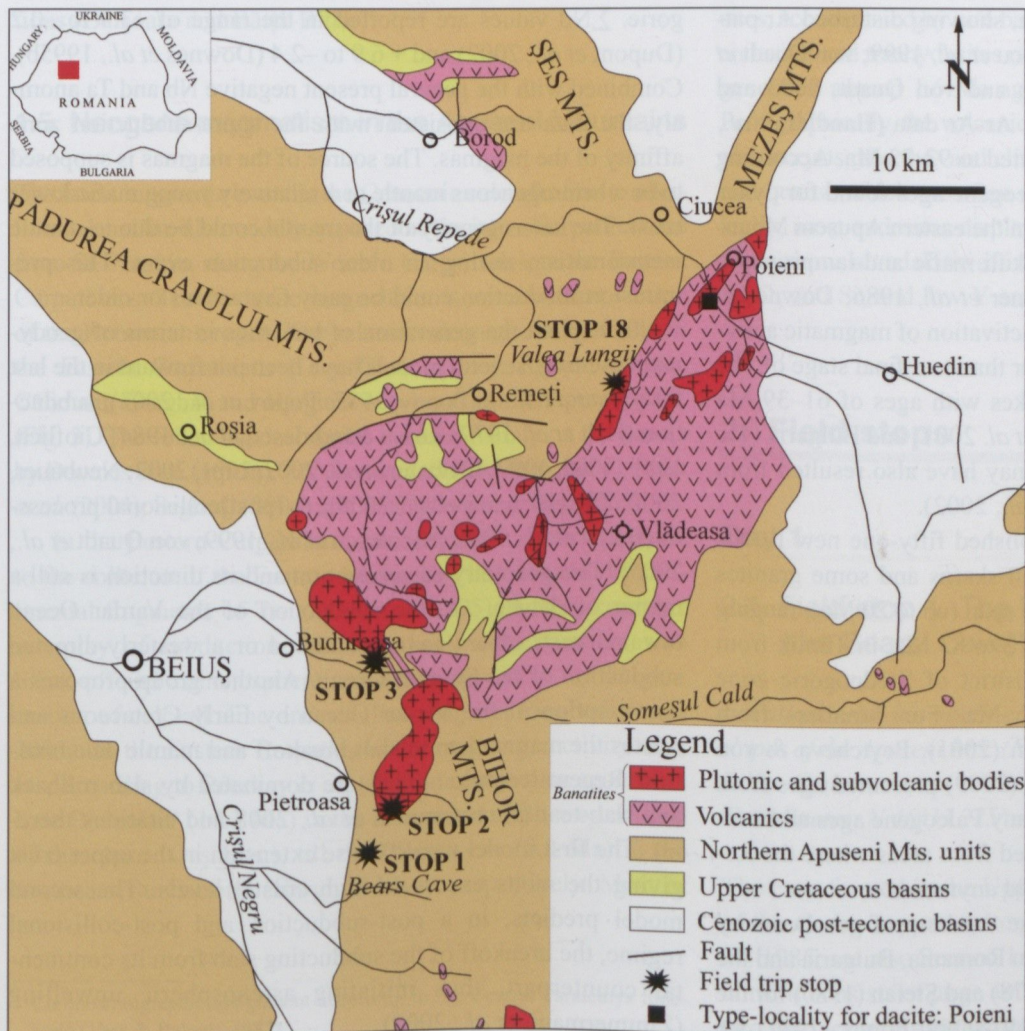 UKRAINE
HUNGARY
MOLDAVIA
ROMANIA
SERBIA
BULGARIA
SES MTS.
MEZES MTS.
N
10 km
Borod
Ciucea
Crişul Repede
PĂDUREA CRAIULUI MTS.
Poieni
STOP 18
Valea Lungii
Huedin
Remeţi
Roşia
Vlădeasa
Budureasa
BEIUŞ
STOP 3
Someşul Cald
BIHOR MTS.
Pietroasa
STOP 2
STOP 1
Bears Cave
Crişul Negru
Legend
Banatites
Plutonic and subvolcanic bodies
Volcanics
Northern Apuseni Mts. units
Upper Cretaceous basins
Cenozoic post-tectonic basins
Fault
Field trip stop
Type-locality for dacite: Poieni